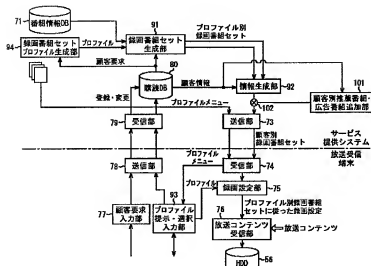 71
番組情報DB
91
録画番組セット
生成部
プロファイル別
録画番組セット
94
録画番組セット
プロファイル生成部
プロファイル
80
顧客要求
顧客DB
顧客情報
情報生成部
92
101
102
顧客別推薦番組・
広告番組追加部
登録・変更
プロファイルメニュー
79
受信部
送信部
73
顧客別
録画番組セット
サービス
提供システム
放送受信
端末
78
送信部
プロファイル
メニュー
受信部
74
93
プロファイル
録画設定部
75
77
顧客要求
入力部
プロファイル
提示・選択
入力部
プロファイル別録画番組
セットに従った録画設定
76
放送コンテンツ
受信部
放送コンテンツ
HDD
56